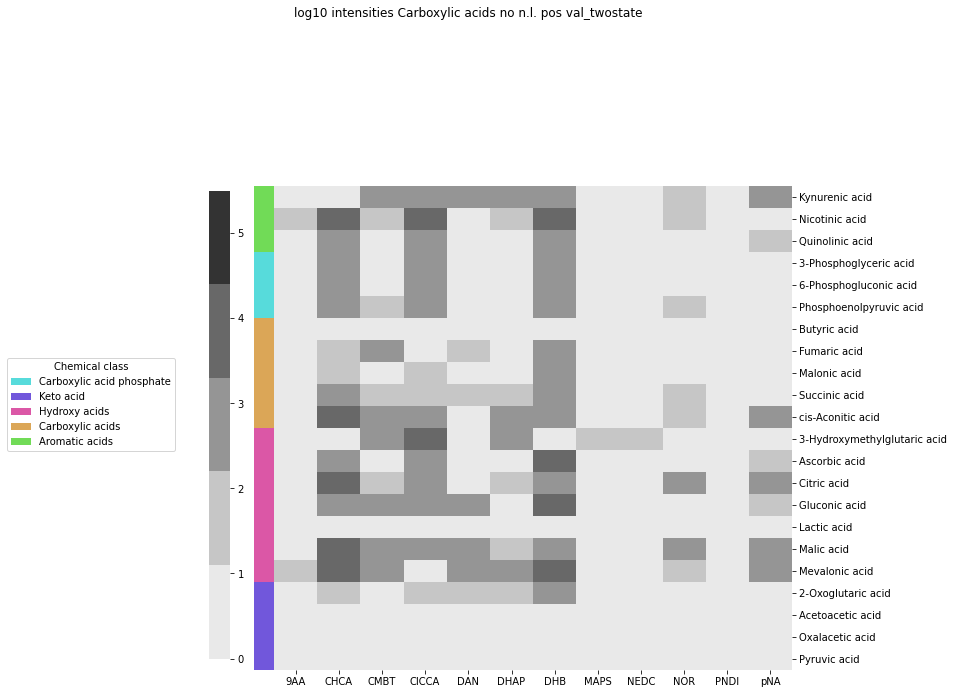 log10 intensities Carboxylic acids no n.l. pos val_twostate
Chemical class
Carboxylic acid phosphate
Keto acid
Hydroxy acids
Carboxylic acids
Aromatic acids
5
4
3
2
1
0
Kynurenic acid
Nicotinic acid
Quinolinic acid
3-Phosphoglyceric acid
6-Phosphogluconic acid
Phosphoenolpyruvic acid
Butyric acid
Fumaric acid
Malonic acid
Succinic acid
cis-Aconitic acid
3-Hydroxymethylglutaric acid
Ascorbic acid
Citric acid
Gluconic acid
Lactic acid
Malic acid
Mevalonic acid
2-Oxoglutaric acid
Acetoacetic acid
Oxalacetic acid
Pyruvic acid
9AA CHCA CMBT ClCCA DAN DHAP DHB MAPS NEDC NOR PNDI pNA